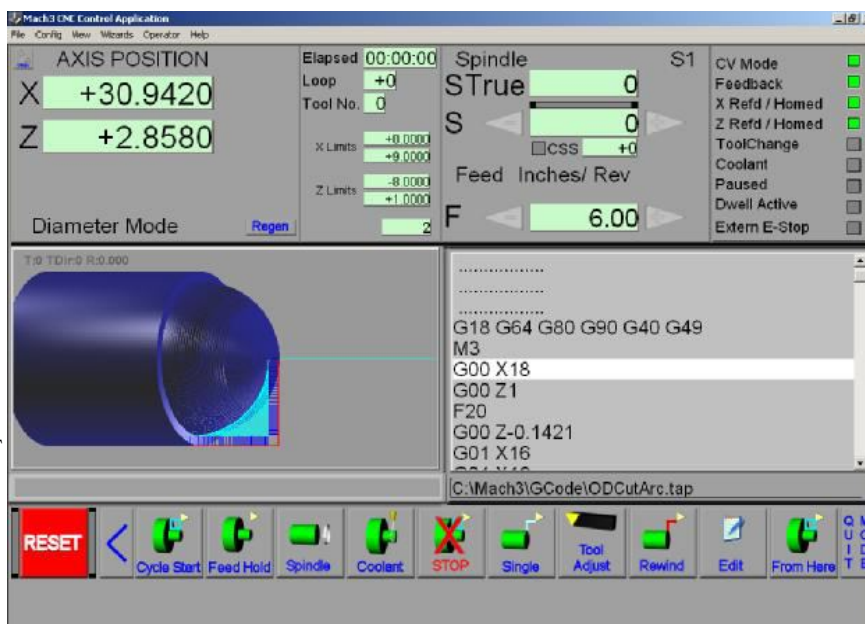 Mach3 CNC Control Application
File Config View Wizards Operator Help
AXIS POSITION
X +30.9420
Z +2.8580
Diameter Mode
Regen
Elapsed 00:00:00
Loop +0
Tool No. 0
X Limits +0.0000
+9.0000
Z Limits -8.0000
+1.0000
2
Spindle S1
STrue 0
S 0
CSS +0
Feed Inches/ Rev
F 6.00
CV Mode
Feedback
X Refd / Homed
Z Refd / Homed
ToolChange
Coolant
Paused
Dwell Active
Extern E-Stop
T:0 TDir:0 R:0.000
..................
..................
..................
G18 G64 G80 G90 G40 G49
M3
G00 X18
G00 Z1
F20
G00 Z-0.1421
G01 X16
C:\Mach3\GCode\ODCutArc.tap
RESET
Cycle Start
Feed Hold
Spindle
Coolant
STOP
Single
Tool
Adjust
Rewind
Edit
From Here
QUIT